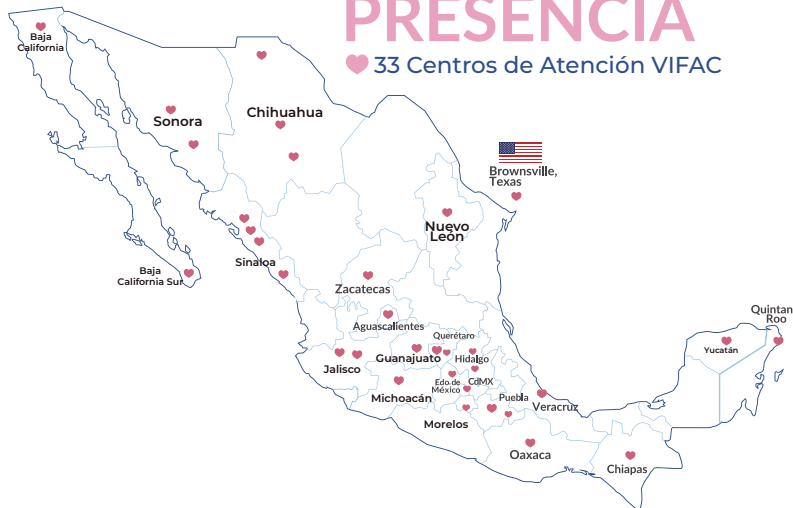 PRESENCIA
33 Centros de Atención VIFAC
Baja
California
Sonora
Chihuahua
Brownsville,
Texas
Nuevo
León
Sinaloa
Baja
California Sur
Zacatecas
Aguascalientes
Quintan
Roo
Yucatán
Querétaro
Guanajuato
Hidalgo
Jalisco
Edo de
México
CdMX
Michoacán
Puebla
Veracruz
Morelos
Oaxaca
Chiapas